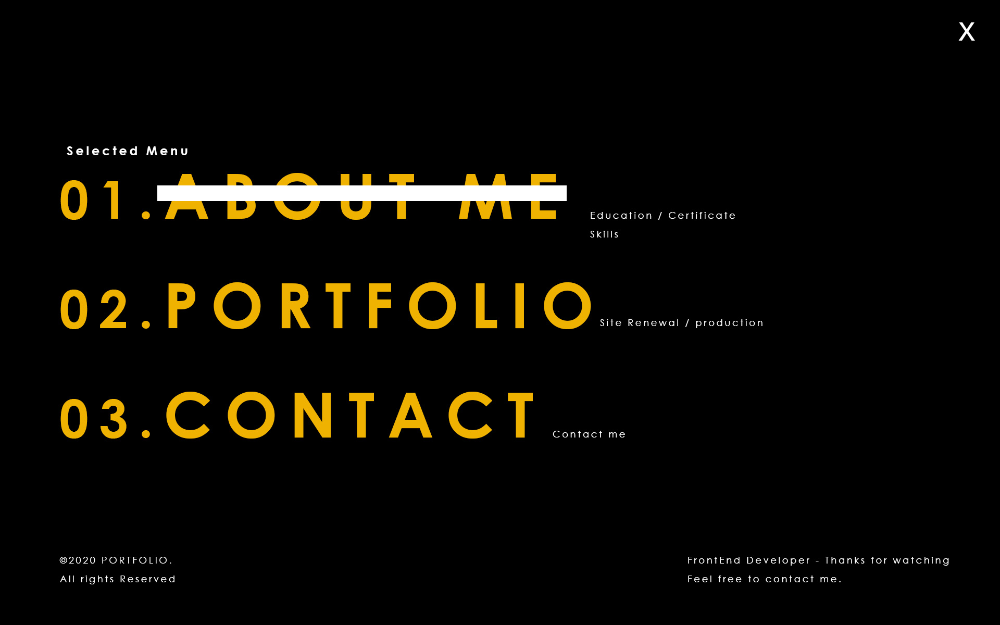 X
Selected Menu
01. ABOUT ME
Education / Certificate
Skills
02. PORTFOLIO
Site Renewal / production
03. CONTACT
Contact me
©2020 PORTFOLIO.
All rights Reserved
FrontEnd Developer - Thanks for watching
Feel free to contact me.